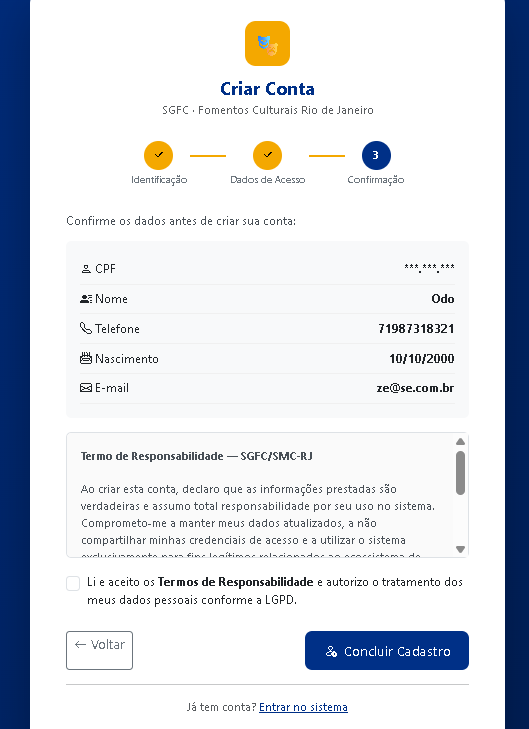 Criar Conta
SGFC · Fomentos Culturais Rio de Janeiro
3
Identificação
Dados de Acesso
Confirmação
Confirme os dados antes de criar sua conta:
CPF ***.***.***
Nome Odo
Telefone 71987318321
Nascimento 10/10/2000
E-mail ze@se.com.br
Termo de Responsabilidade — SGFC/SMC-RJ
Ao criar esta conta, declaro que as informações prestadas são
verdadeiras e assumo total responsabilidade por seu uso no sistema.
Comprometo-me a manter meus dados atualizados, a não
compartilhar minhas credenciais de acesso e a utilizar o sistema
exclusivamente para fins legítimos relacionados ao ecossistema de
Li e aceito os Termos de Responsabilidade e autorizo o tratamento dos
meus dados pessoais conforme a LGPD.
← Voltar
Concluir Cadastro
Já tem conta? Entrar no sistema